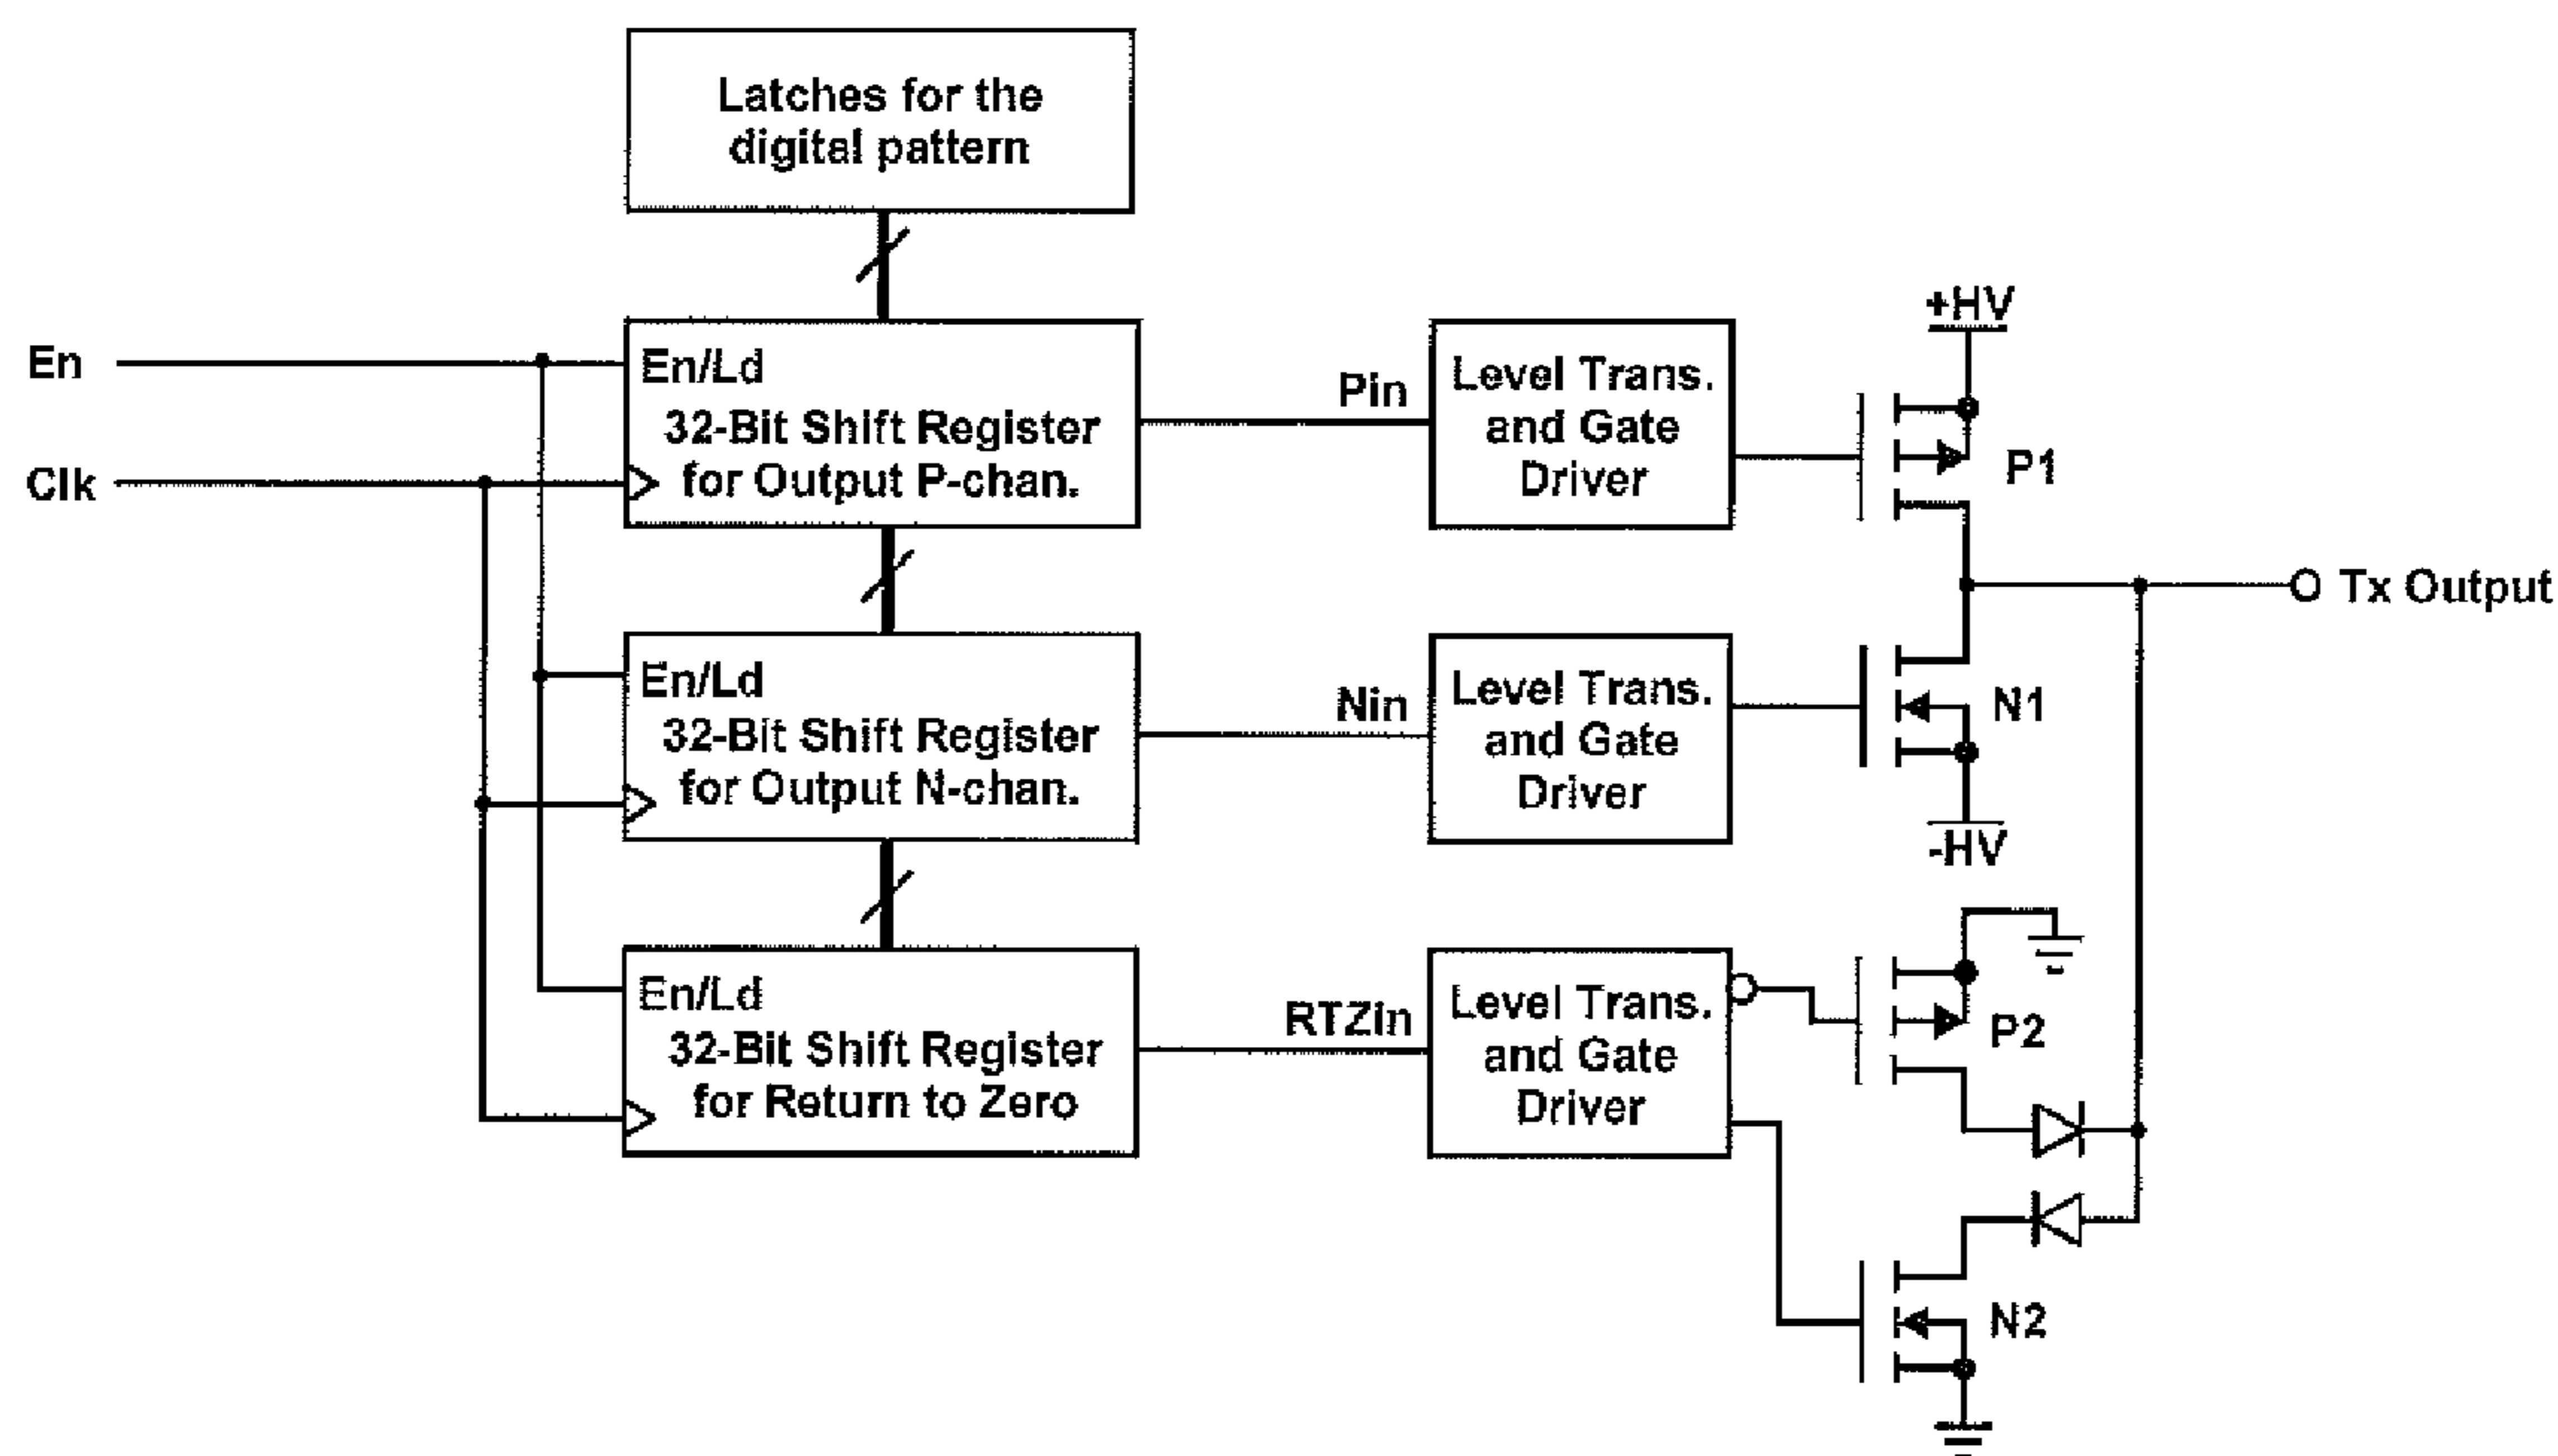 Latches for the
digital pattern
En
Clk
En/Ld
32-Bit Shift Register
for Output P-chan.
Pin
Level Trans.
and Gate
Driver
+HV
P1
Tx Output
En/Ld
32-Bit Shift Register
for Output N-chan.
Nin
Level Trans.
and Gate
Driver
N1
-HV
En/Ld
32-Bit Shift Register
for Return to Zero
RTZin
Level Trans.
and Gate
Driver
P2
N2